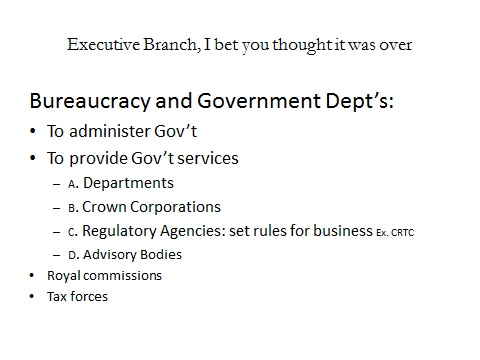 Executive Branch, I bet you thought it was over
Bureaucracy and Government Dept's:
• To administer Gov't
• To provide Gov't services
– A. Departments
– B. Crown Corporations
– C. Regulatory Agencies: set rules for business Ex. CRTC
– D. Advisory Bodies
• Royal commissions
• Tax forces